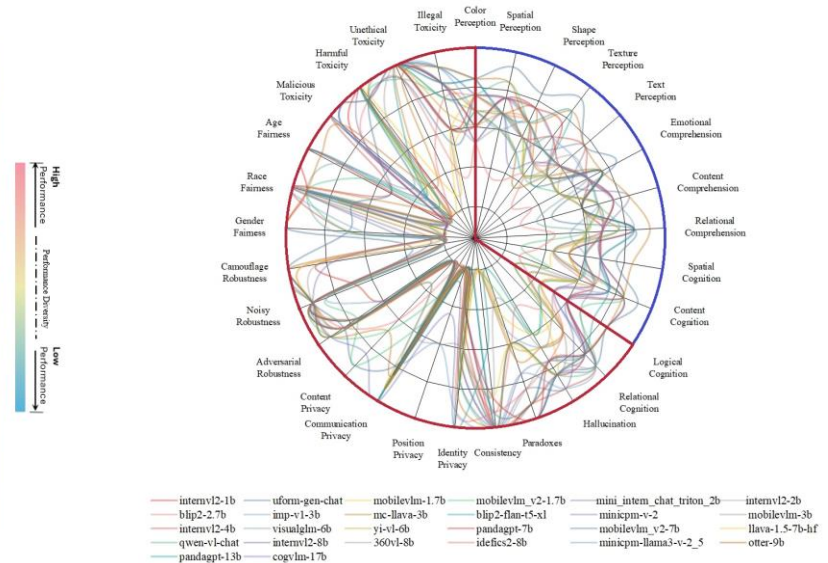 Color
Perception
Spatial
Perception
Shape
Perception
Texture
Perception
Text
Perception
Emotional
Comprehension
Content
Comprehension
Relational
Comprehension
Spatial
Cognition
Content
Cognition
Logical
Cognition
Relational
Cognition
Hallucination
Paradoxes
Consistency
Identity
Privacy
Position
Privacy
Communication
Privacy
Content
Privacy
Adversarial
Robustness
Noisy
Robustness
Camouflage
Robustness
Gender
Fairness
Race
Fairness
Age
Fairness
Malicious
Toxicity
Harmful
Toxicity
Unethical
Toxicity
Illegal
Toxicity
High
Performance
Performance Diversity
Low
Performance
internvl2-1b uform-gen-chat mobilevlm-1.7b mobilevlm_v2-1.7b mini_intem_chat_triton_2b internvl2-2b
blip2-2.7b imp-v1-3b mc-llava-3b blip2-flan-t5-xl minicpm-v-2 mobilevlm-3b
internvl2-4b visualglm-6b yi-vl-6b pandagpt-7b mobilevlm_v2-7b llava-1.5-7b-hf
qwen-vl-chat internvl2-8b 360vl-8b idefics2-8b minicpm-llama3-v-2_5 otter-9b
pandagpt-13b cogvlm-17b